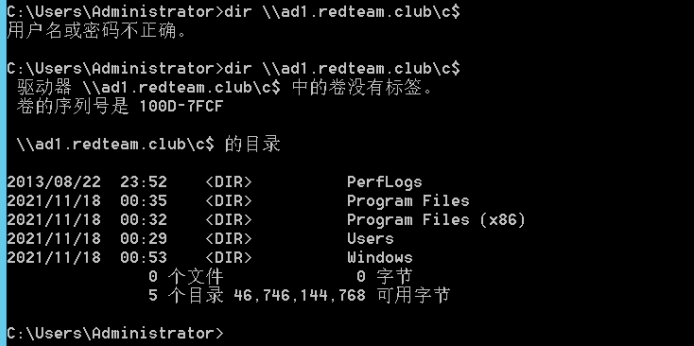 C:\Users\Administrator>dir \\ad1.redteam.club\c$
用户名或密码不正确。
C:\Users\Administrator>dir \\ad1.redteam.club\c$
驱动器 \\ad1.redteam.club\c$ 中的卷没有标签。
卷的序列号是 100D-7FCF
\\ad1.redteam.club\c$ 的目录
2013/08/22  23:52    <DIR>          PerfLogs
2021/11/18  00:35    <DIR>          Program Files
2021/11/18  00:32    <DIR>          Program Files (x86)
2021/11/18  00:29    <DIR>          Users
2021/11/18  00:53    <DIR>          Windows
0 个文件              0 字节
5 个目录 46,746,144,768 可用字节
C:\Users\Administrator>